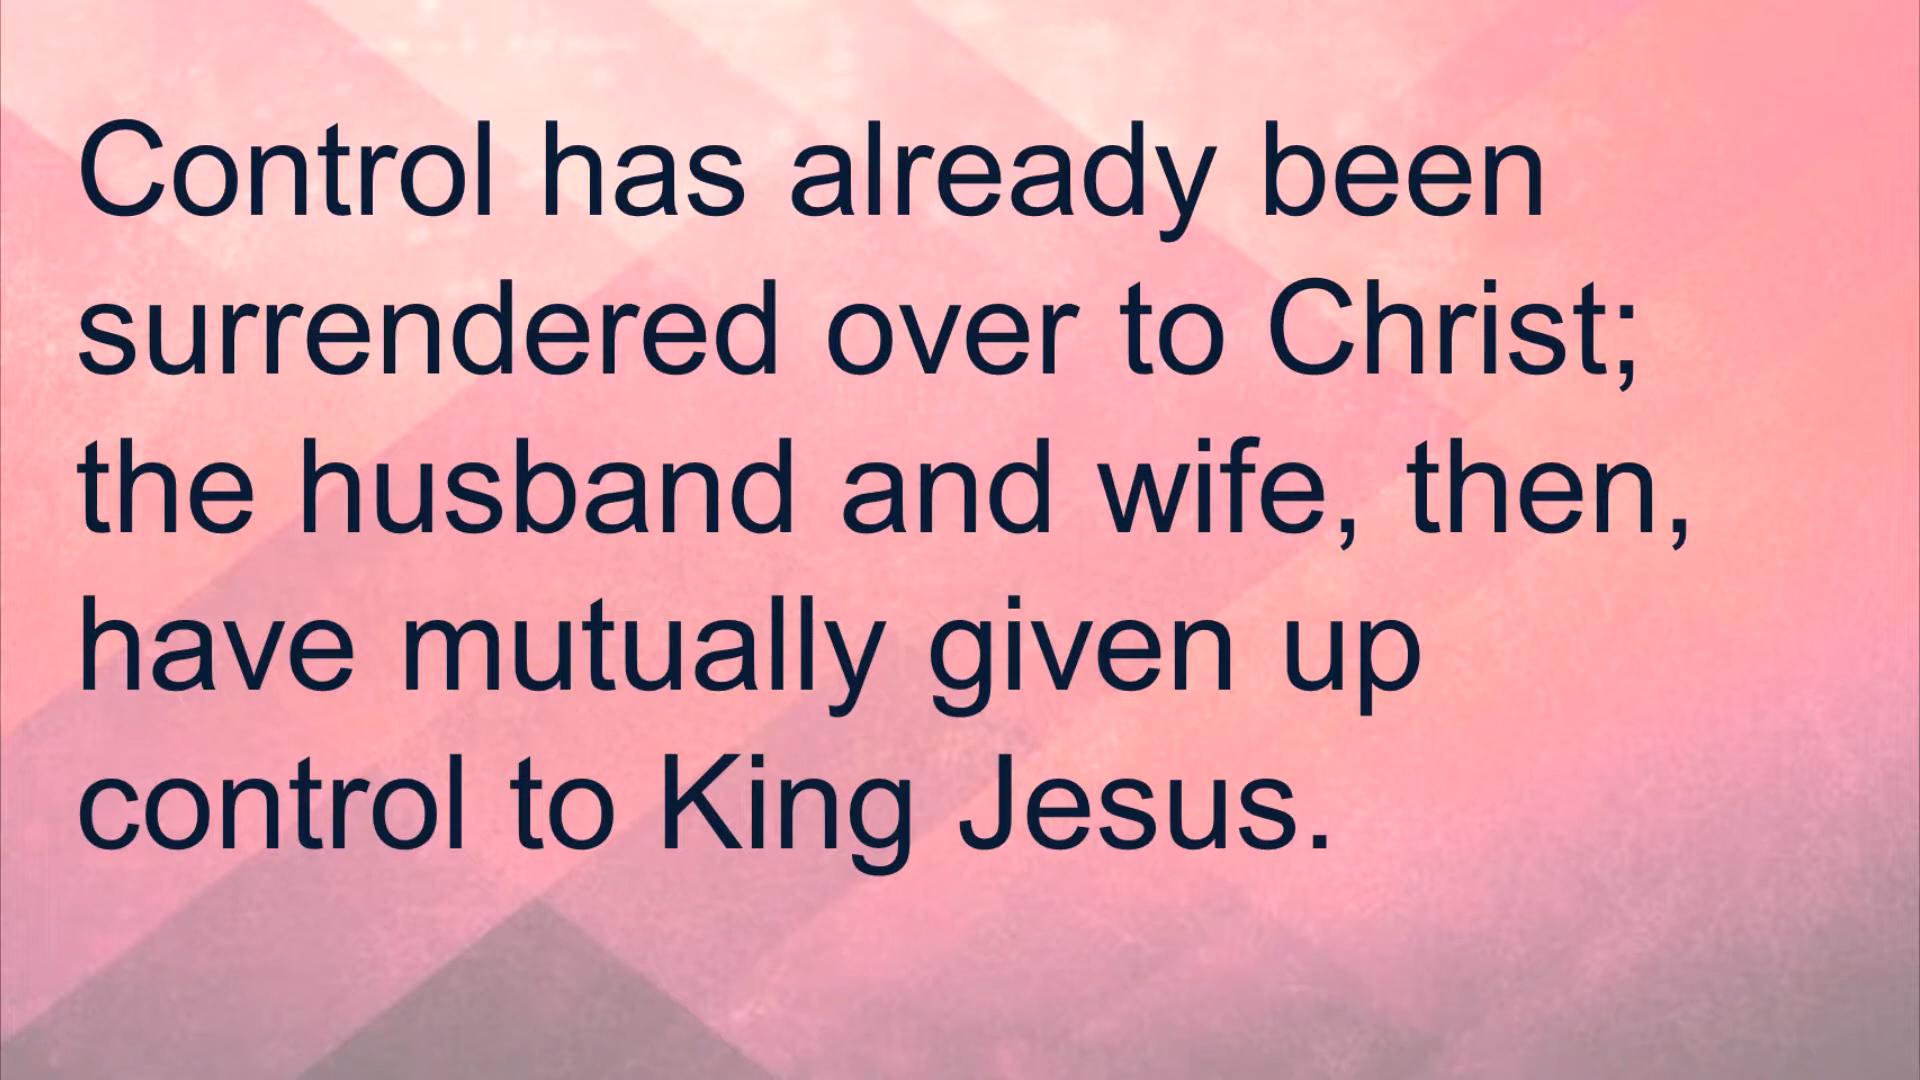 Control has already been
surrendered over to Christ;
the husband and wife, then,
have mutually given up
control to King Jesus.